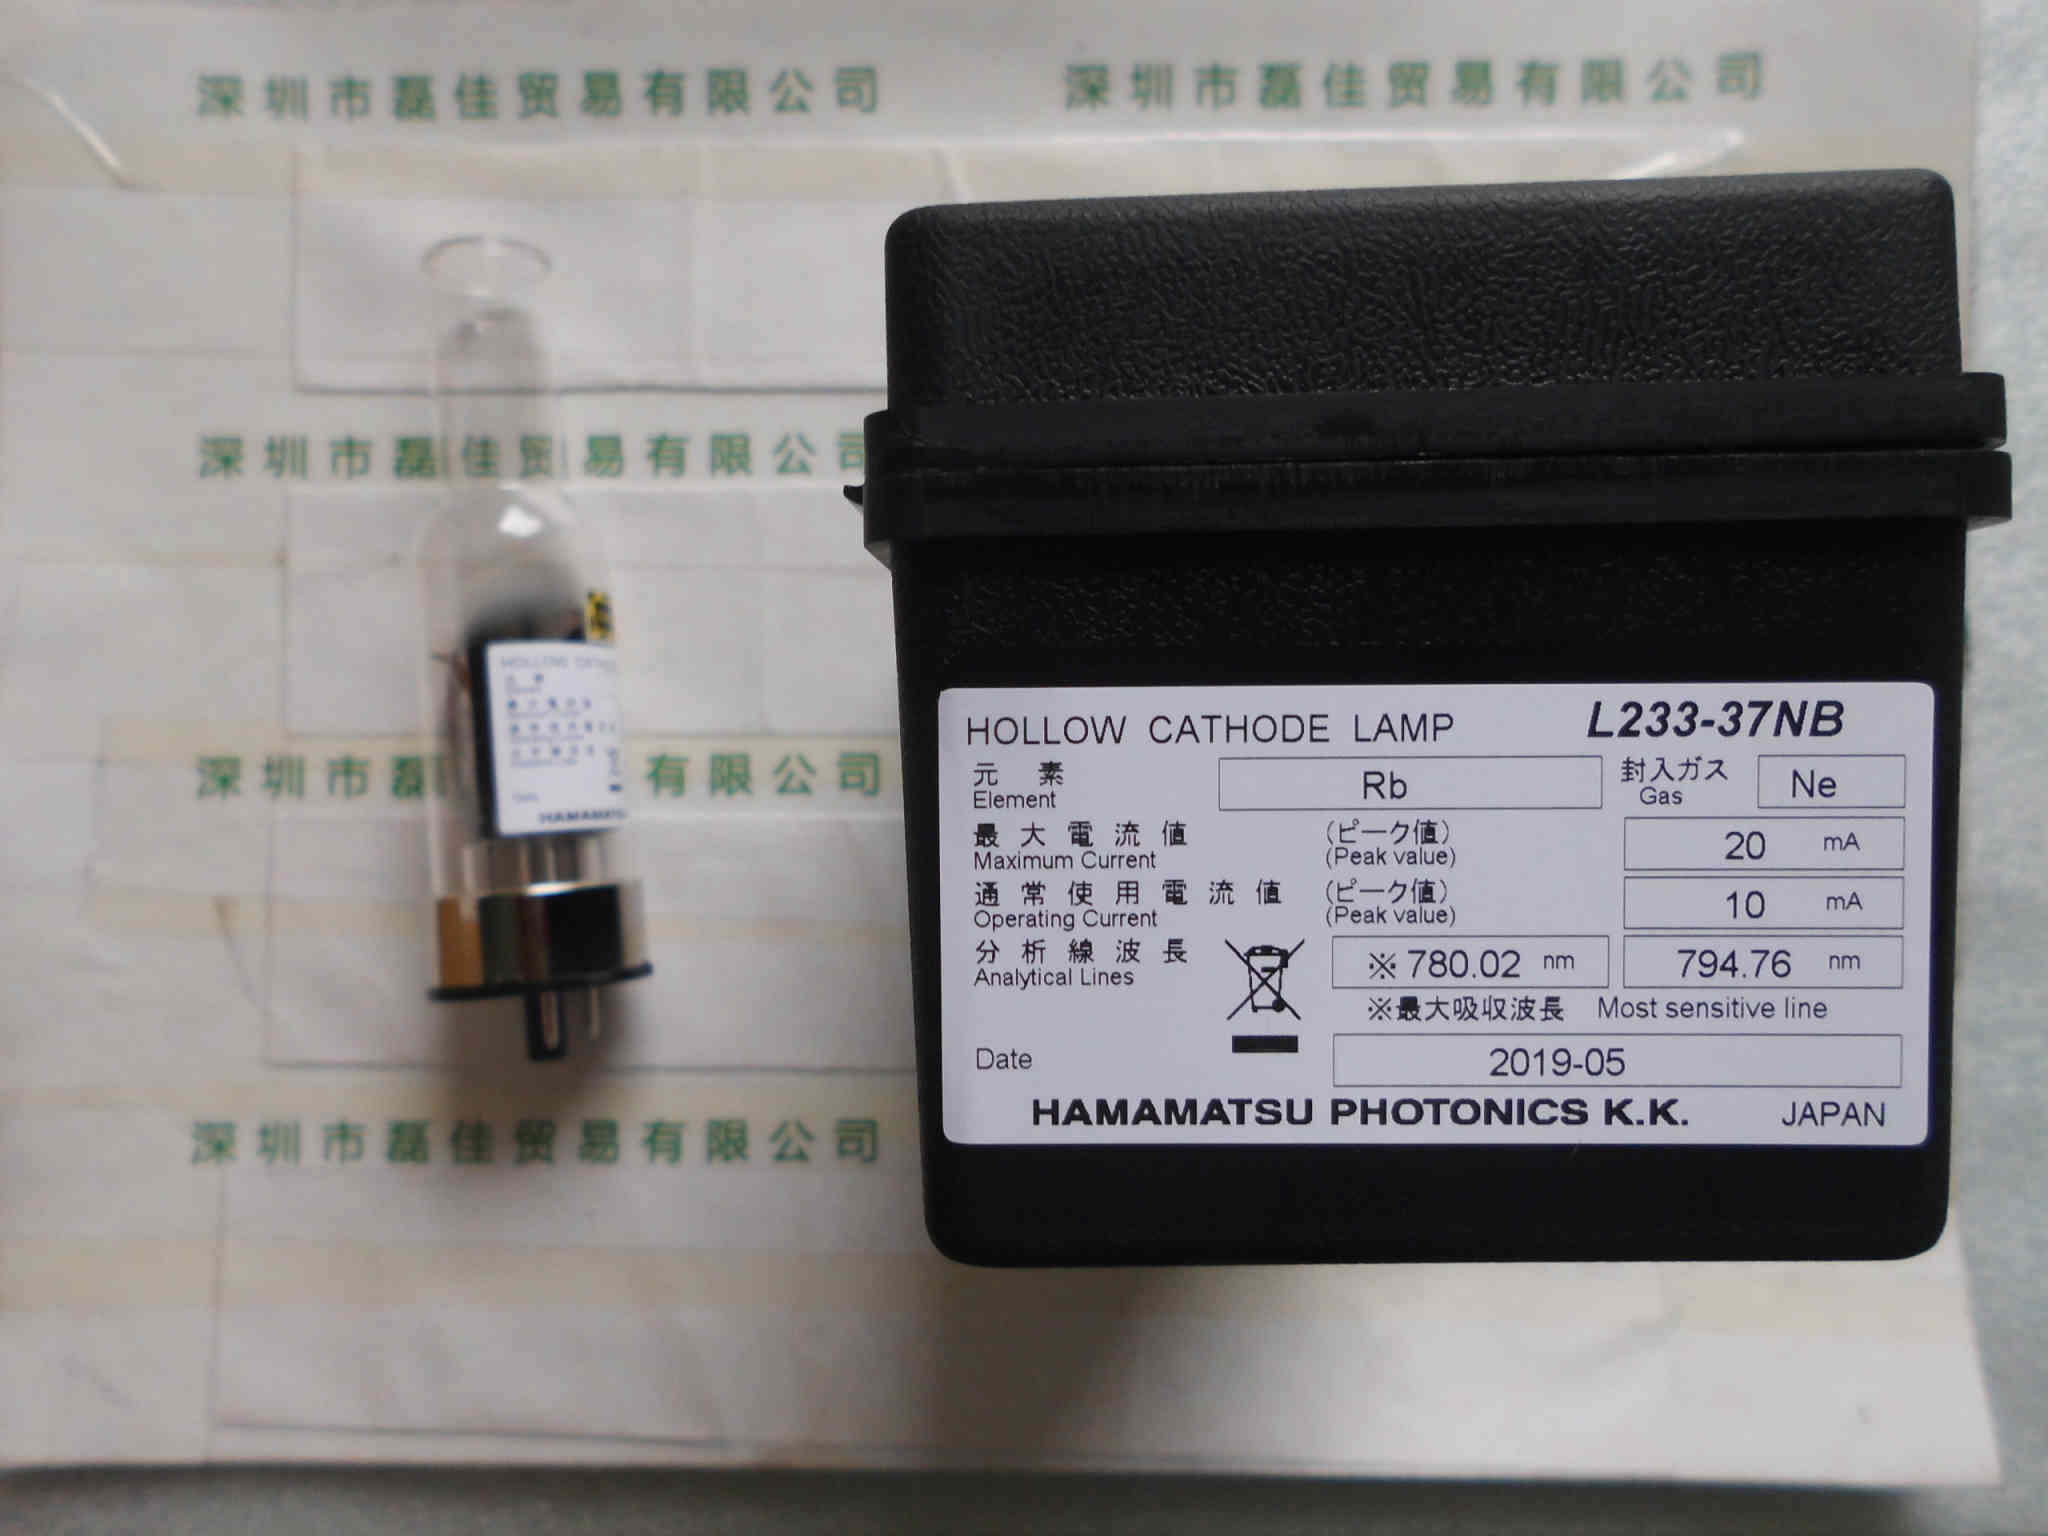 深圳市磊佳贸易有限公司 深圳市磊佳贸易有限公司
深圳市磊佳贸易有限公司
深圳市磊 有限公司
深圳市磊佳贸易有限公司
HOLLOW
HAMAMATSU
HOLLOW CATHODE LAMP L233-37NB
元素 Rb 封入ガス Ne
Element Gas
最大電流値 (ピーク値) 20 mA
Maximum Current (Peak value)
通常使用電流値 (ピーク値) 10 mA
Operating Current (Peak value)
分析線波長 ※780.02 nm 794.76 nm
Analytical Lines
※最大吸収波長 Most sensitive line
Date 2019-05
HAMAMATSU PHOTONICS K.K. JAPAN